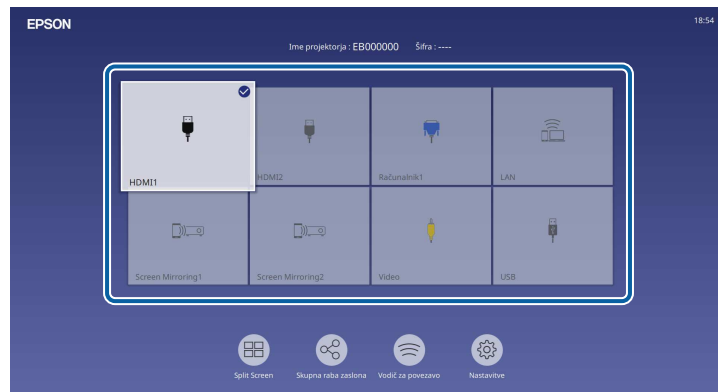 EPSON
18:54
Ime projektorja : EB000000 Šifra : ----
HDMI1
HDMI2
Računalnik1
LAN
Screen Mirroring1
Screen Mirroring2
Video
USB
Split Screen
Skupna raba zaslona
Vodič za povezavo
Nastavitve